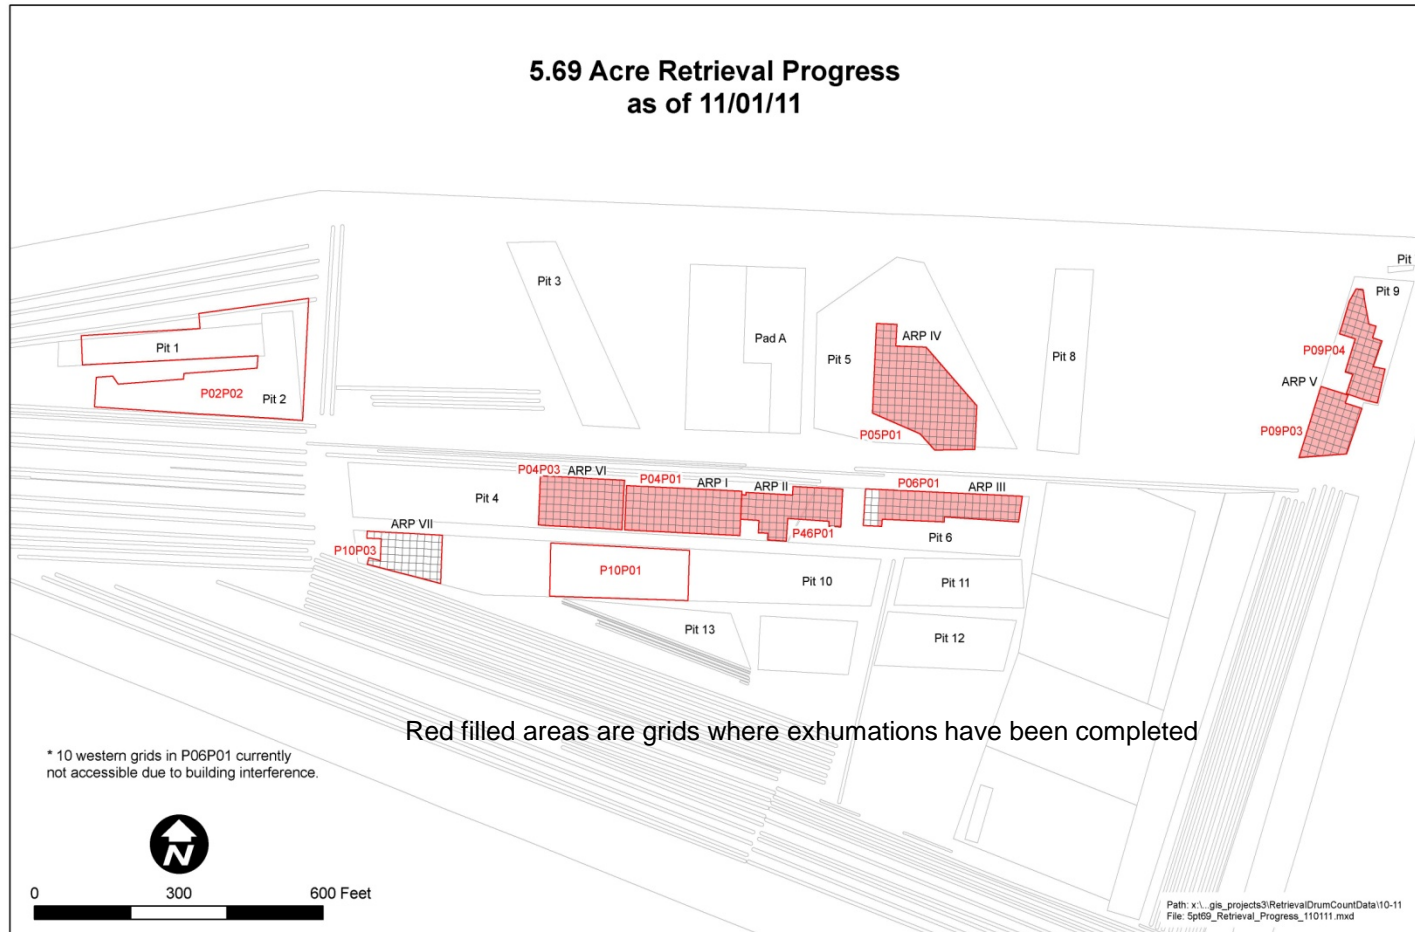 5.69 Acre Retrieval Progress
as of 11/01/11
Pit
Pit 9
Pit 3
Pad A
Pit 5
ARP IV
Pit 8
P09P04
ARP V
P09P03
Pit 1
P02P02
Pit 2
P05P01
P04P03
ARP VI
P04P01
ARP I
ARP II
P06P01
ARP III
Pit 4
P46P01
Pit 6
ARP VII
P10P03
P10P01
Pit 10
Pit 11
Pit 13
Pit 12
Red filled areas are grids where exhumations have been completed
* 10 western grids in P06P01 currently
not accessible due to building interference.
N
0 300 600 Feet
Path: x:\...gis_projects3\RetrievalDrumCountData\10-11
File: 5pt69_Retrieval_Progress_110111.mxd